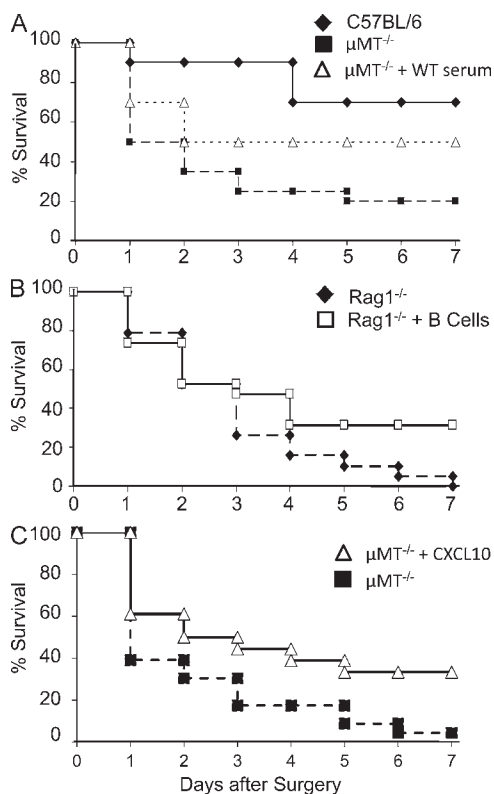 A
C57BL/6
μMT⁻/⁻
μMT⁻/⁻ + WT serum
% Survival
100
80
60
40
20
0
0 1 2 3 4 5 6 7
B
Rag1⁻/⁻
Rag1⁻/⁻ + B Cells
% Survival
100
80
60
40
20
0
0 1 2 3 4 5 6 7
C
μMT⁻/⁻ + CXCL10
μMT⁻/⁻
% Survival
100
80
60
40
20
0
0 1 2 3 4 5 6 7
Days after Surgery